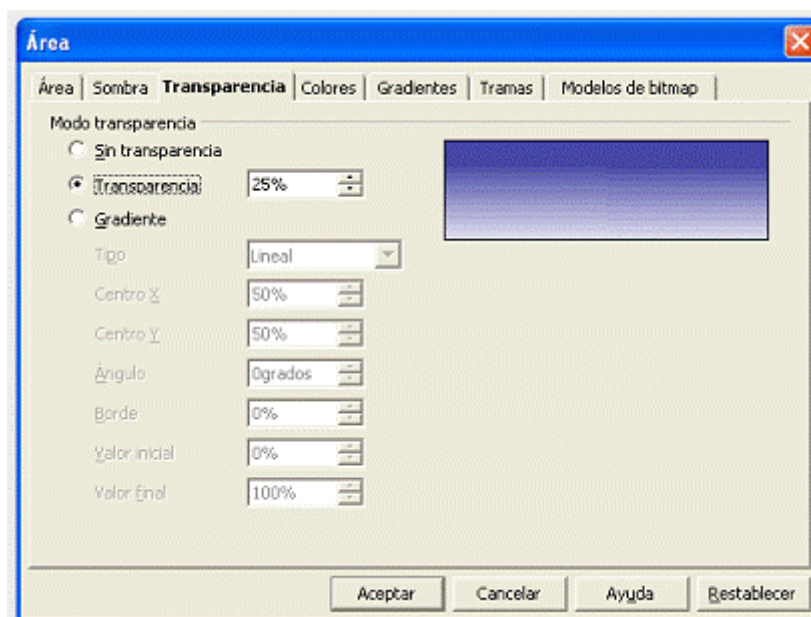 Área
Área Sombra Transparencia Colores Gradientes Tramas Modelos de bitmap
Modo transparencia
Sin transparencia
Transparencia 25%
Gradiente
Tipo Lineal
Centro X 50%
Centro Y 50%
Ángulo 0grados
Borde 0%
Valor inicial 0%
Valor final 100%
Aceptar Cancelar Ayuda Restablecer